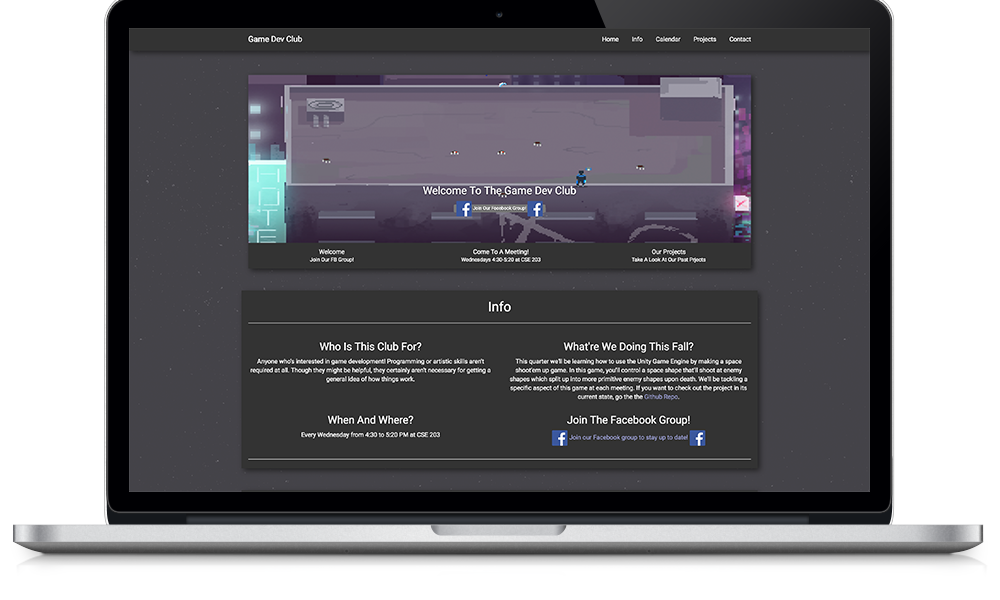 Game Dev Club
Home Info Calendar Projects Contact
HOTE
Welcome To The Game Dev Club
Join Our Facebook Group!
Welcome
Join Our FB Group!
Come To A Meeting!
Wednesdays 4:30-5:20 at CSE 203
Our Projects
Take A Look At Our Past Prjects
Info
Who Is This Club For?
Anyone who's interested in game development! Programming or artistic skills aren't
required at all. Though they might be helpful, they certainly aren't necessary for getting a
general idea of how things work.
What're We Doing This Fall?
This quarter we'll be learning how to use the Unity Game Engine by making a space
shoot'em up game. In this game, you'll control a space shape that'll shoot at enemy
shapes which split up into more primitive enemy shapes upon death. We'll be tackling a
specific aspect of this game at each meeting. If you want to check out the project in its
current state, go the the Github Repo.
When And Where?
Every Wednesday from 4:30 to 5:20 PM at CSE 203
Join The Facebook Group!
Join our Facebook group to stay up to date!